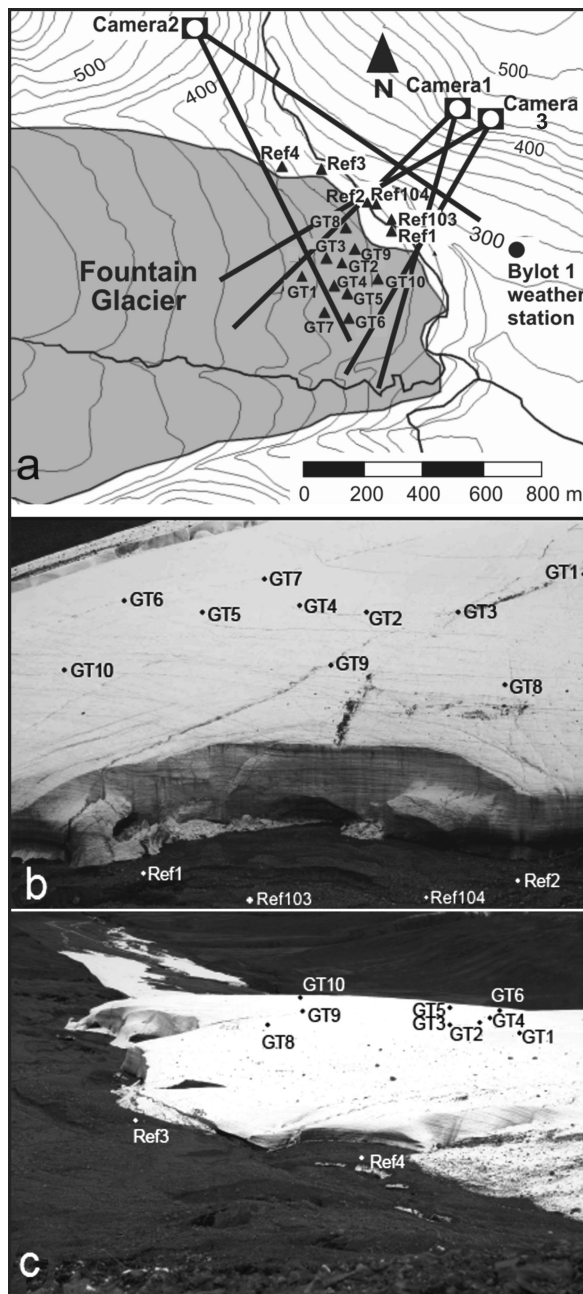 Camera2
500
400
N
Camera1
500
Camera
3
400
Ref4
Ref3
Ref2
Ref104
GT8
Ref103
Ref1
300
GT3
GT9
GT2
Fountain
Glacier
GT1
GT4
GT10
GT5
GT7
GT6
Bylot 1
weather
station
a
0 200 400 600 800 m
GT1
GT7
GT6
GT4
GT5
GT2
GT3
GT9
GT10
GT8
Ref1
Ref2
Ref103
Ref104
b
GT10
GT6
GT5
GT9
GT4
GT3
GT2
GT8
GT1
Ref3
Ref4
c